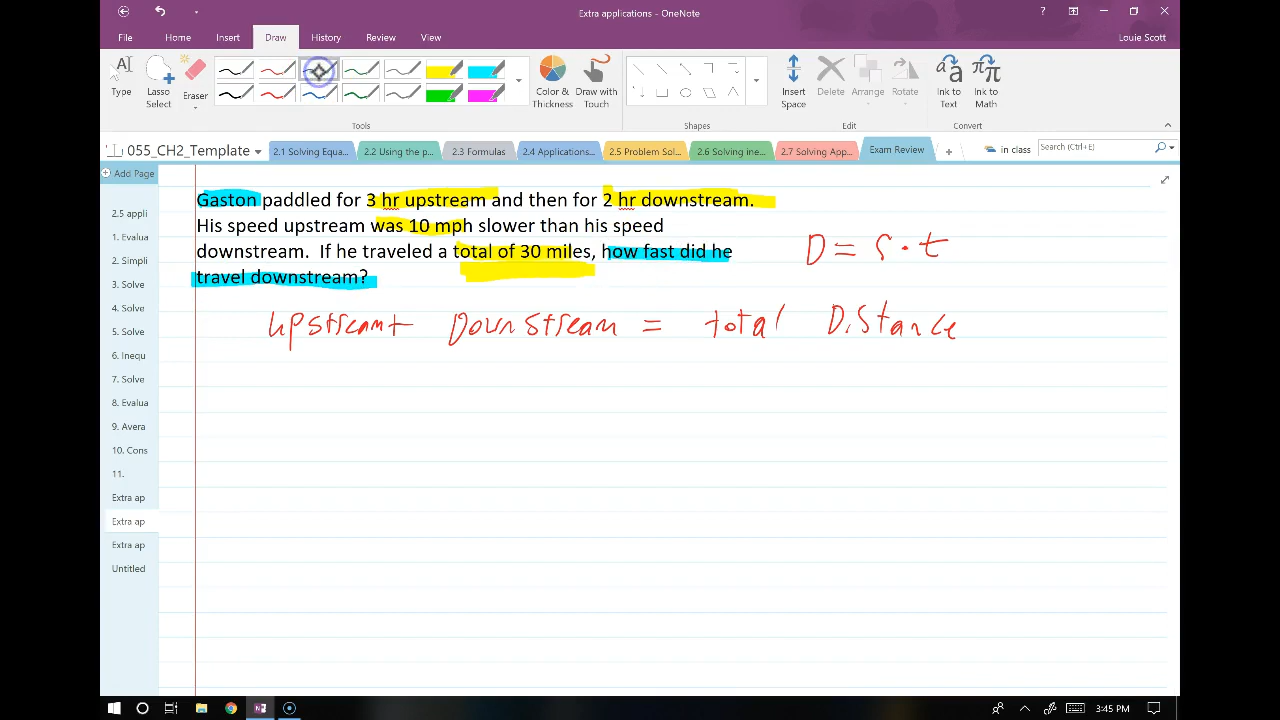 Extra applications - OneNote
?
File Home Insert Draw History Review View
Louie Scott
Type Lasso Select Eraser Color & Thickness Draw with Touch Insert Space Delete Arrange Rotate Ink to Text Ink to Math
Tools Shapes Edit Convert
055_CH2_Template 2.1 Solving Equa... 2.2 Using the p... 2.3 Formulas 2.4 Applications... 2.5 Problem Sol... 2.6 Solving ine... 2.7 Solving App... Exam Review + in class Search (Ctrl+E)
Add Page
2.5 appli
1. Evalua
2. Simpli
3. Solve
4. Solve
5. Solve
6. Inequ
7. Solve
8. Evalua
9. Avera
10. Cons
11.
Extra ap
Extra ap
Extra ap
Untitled
Gaston paddled for 3 hr upstream and then for 2 hr downstream.
His speed upstream was 10 mph slower than his speed
downstream. If he traveled a total of 30 miles, how fast did he
travel downstream?
D = S · t
Upstream + Downstream = total Distance
3:45 PM